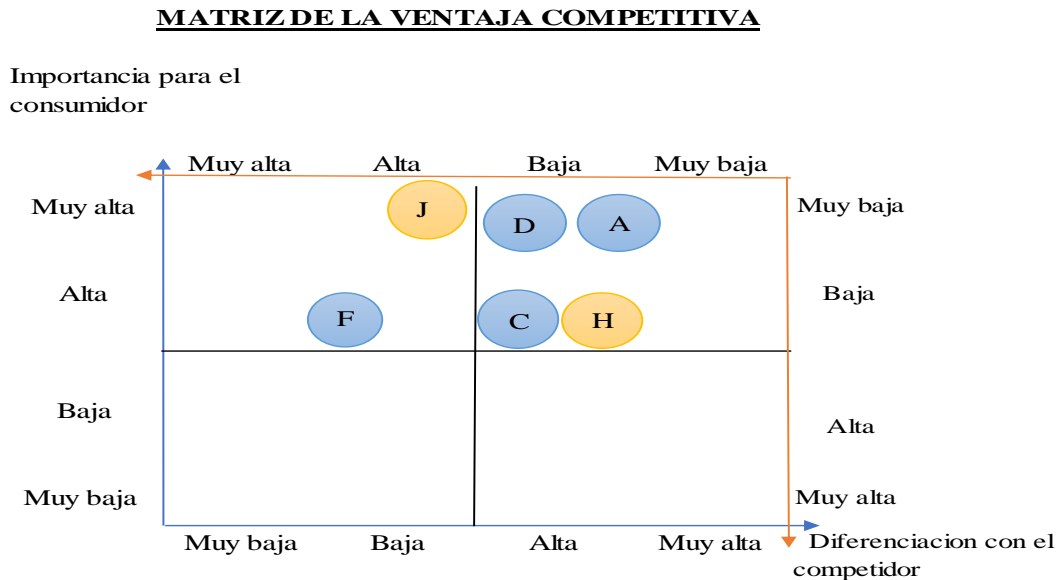 MATRIZ DE LA VENTAJA COMPETITIVA
Importancia para el
consumidor
Muy alta Alta Baja Muy baja
Muy alta J D A Muy baja
Alta F C H Baja
Baja Alta
Muy baja Muy alta
Muy baja Baja Alta Muy alta Diferenciacion con el
competidor